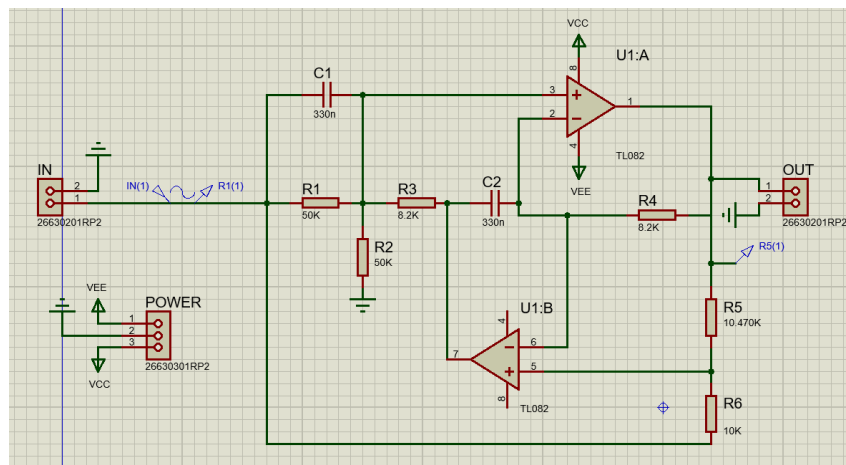 VCC
U1:A
8
3
1
2
4
TL082
VEE
C1
330n
IN
2
1
26630201RP2
IN(1)
R1(1)
R1
50K
R3
8.2K
C2
330n
R4
8.2K
OUT
1
2
26630201RP2
R2
50K
R5(1)
VEE
POWER
1
2
3
26630301RP2
VCC
U1:B
4
6
7
5
8
TL082
R5
10.470K
R6
10K